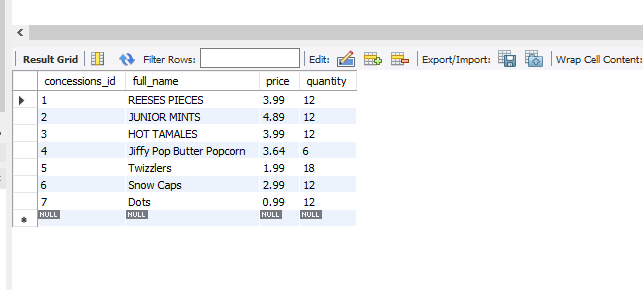 Result Grid Filter Rows: Edit: Export/Import: Wrap Cell Content:
concessions_id full_name price quantity
1 REESES PIECES 3.99 12
2 JUNIOR MINTS 4.89 12
3 HOT TAMALES 3.99 12
4 Jiffy Pop Butter Popcorn 3.64 6
5 Twizzlers 1.99 18
6 Snow Caps 2.99 12
7 Dots 0.99 12
NULL NULL NULL NULL